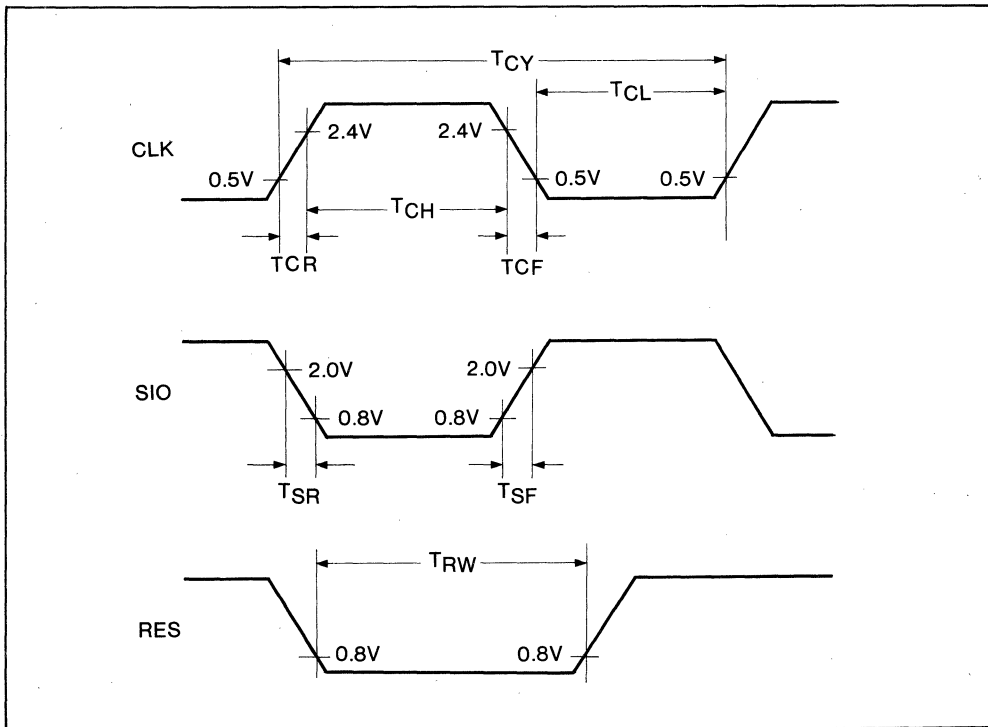 TCY
TCL
CLK
2.4V
2.4V
0.5V
0.5V
0.5V
TCH
TCR
TCF
SIO
2.0V
2.0V
0.8V
0.8V
TSR
TSF
TRW
RES
0.8V
0.8V